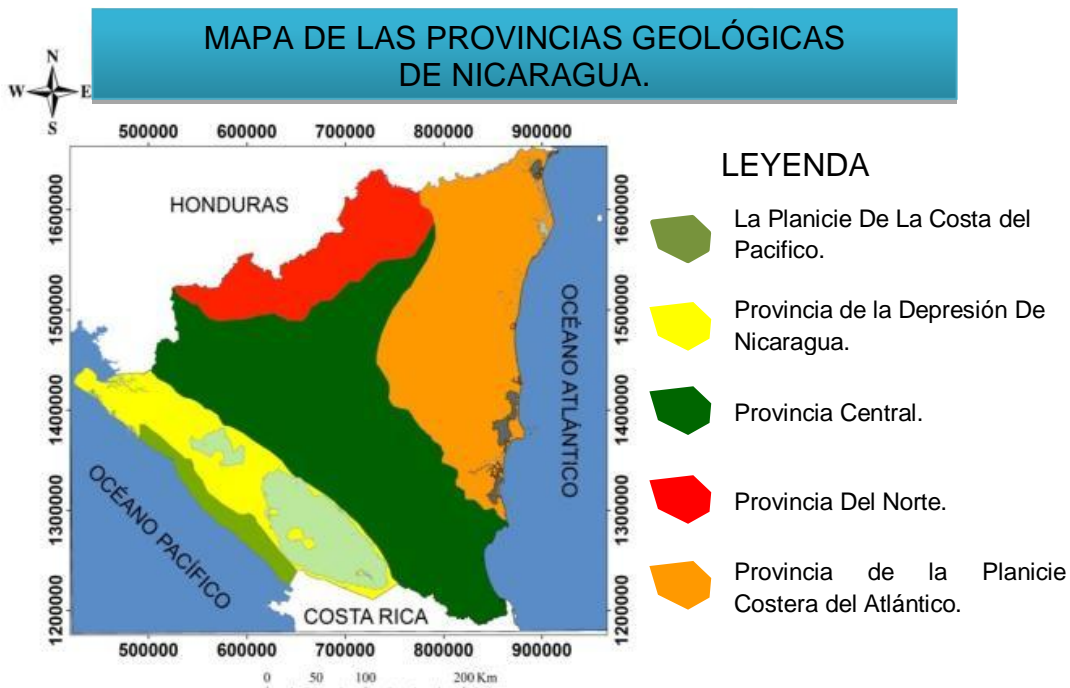 MAPA DE LAS PROVINCIAS GEOLÓGICAS
DE NICARAGUA.
N
W E
S
500000 600000 700000 800000 900000
1600000
1500000
1400000
1300000
1200000
HONDURAS
OCÉANO ATLÁNTICO
OCÉANO PACÍFICO
COSTA RICA
1600000
1500000
1400000
1300000
1200000
500000 600000 700000 800000 900000
0 50 100 200 Km
LEYENDA
La Planicie De La Costa del
Pacifico.
Provincia de la Depresión De
Nicaragua.
Provincia Central.
Provincia Del Norte.
Provincia de la Planicie
Costera del Atlántico.